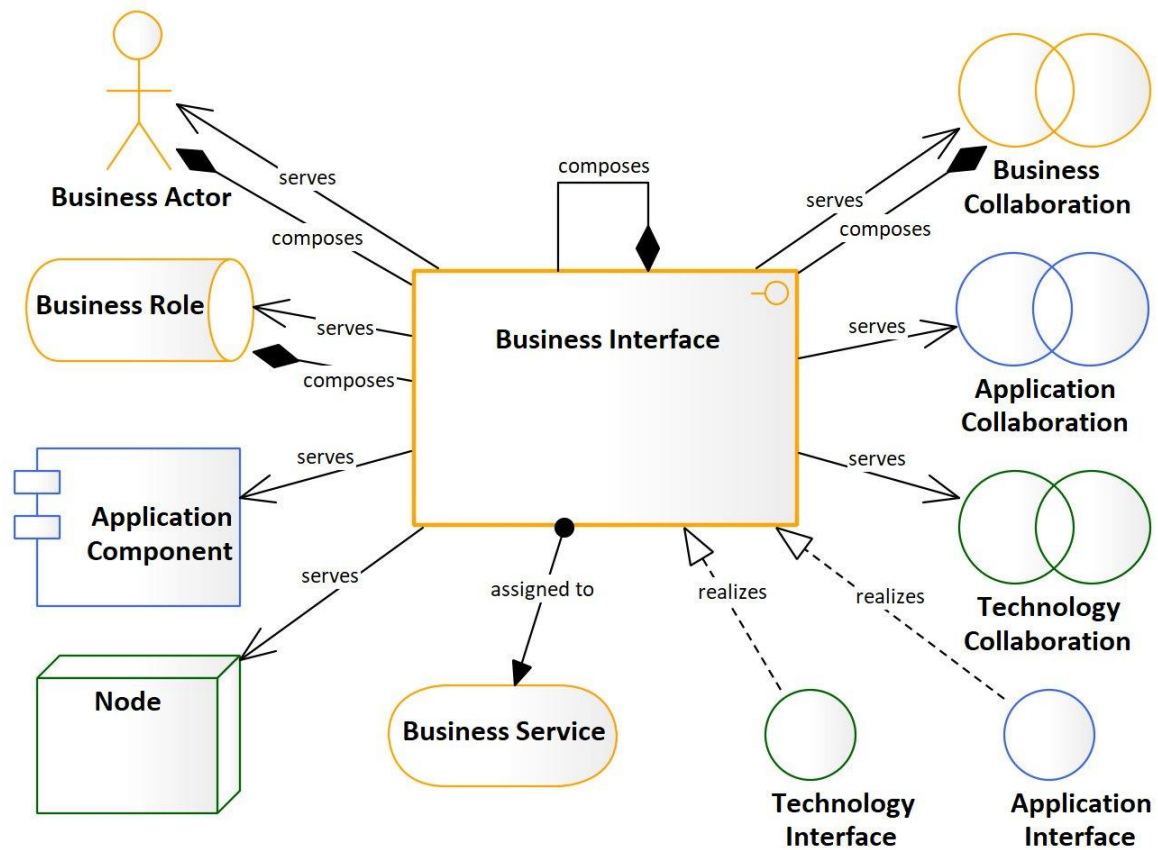 Business Actor
serves
composes
composes
serves
composes
Business
Collaboration
Business Role
serves
composes
Business Interface
serves
Application
Collaboration
serves
Application
Component
serves
Technology
Collaboration
serves
assigned to
realizes
realizes
Node
Business Service
Technology
Interface
Application
Interface